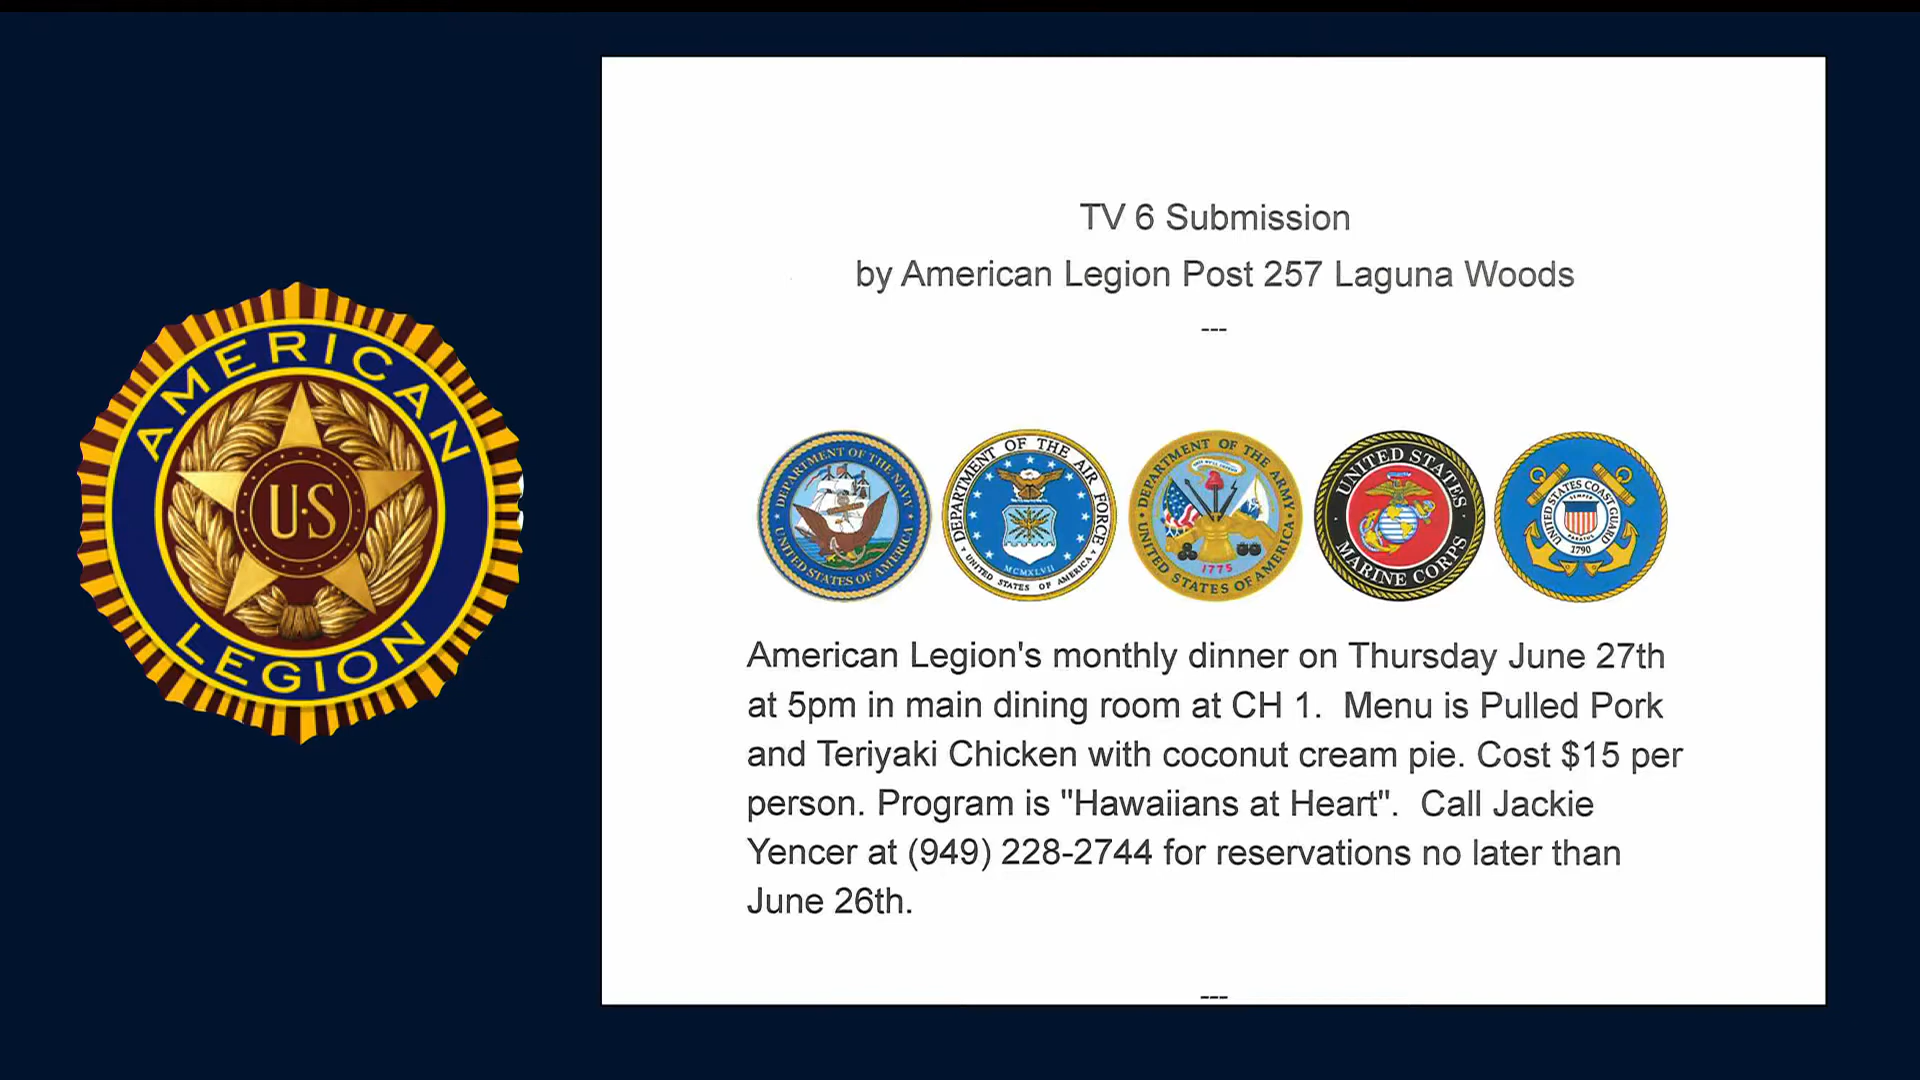 AMERICAN
U·S
LEGION
TV 6 Submission
by American Legion Post 257 Laguna Woods
---
DEPARTMENT OF THE NAVY
UNITED STATES OF AMERICA
DEPARTMENT OF THE AIR FORCE
MCMXLVII
UNITED STATES OF AMERICA
DEPARTMENT OF THE ARMY
1775
UNITED STATES OF AMERICA
UNITED STATES
MARINE CORPS
UNITED STATES COAST GUARD
SEMPER
PARATUS
1790
American Legion's monthly dinner on Thursday June 27th
at 5pm in main dining room at CH 1.  Menu is Pulled Pork
and Teriyaki Chicken with coconut cream pie. Cost $15 per
person. Program is "Hawaiians at Heart".  Call Jackie
Yencer at (949) 228-2744 for reservations no later than
June 26th.
---